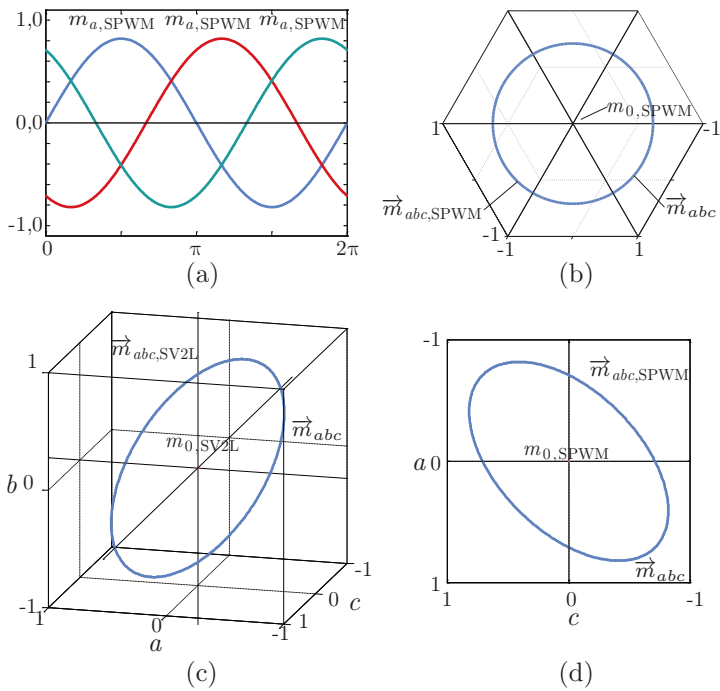 1,0
m_{a,SPWM} m_{a,SPWM} m_{a,SPWM}
0,0
-1,0
0 π 2π
(a)
m_{0,SPWM}
1 -1
\overrightarrow{m}_{abc,SPWM} \overrightarrow{m}_{abc}
-1
-1 1
(b)
\overrightarrow{m}_{abc,SV2L}
1
\overrightarrow{m}_{abc}
m_{0,SV2L}
b 0
-1
1 0 -1
a
-1
0
c
(c)
-1
\overrightarrow{m}_{abc,SPWM}
m_{0,SPWM}
a 0
\overrightarrow{m}_{abc}
1
1 0 -1
c
(d)